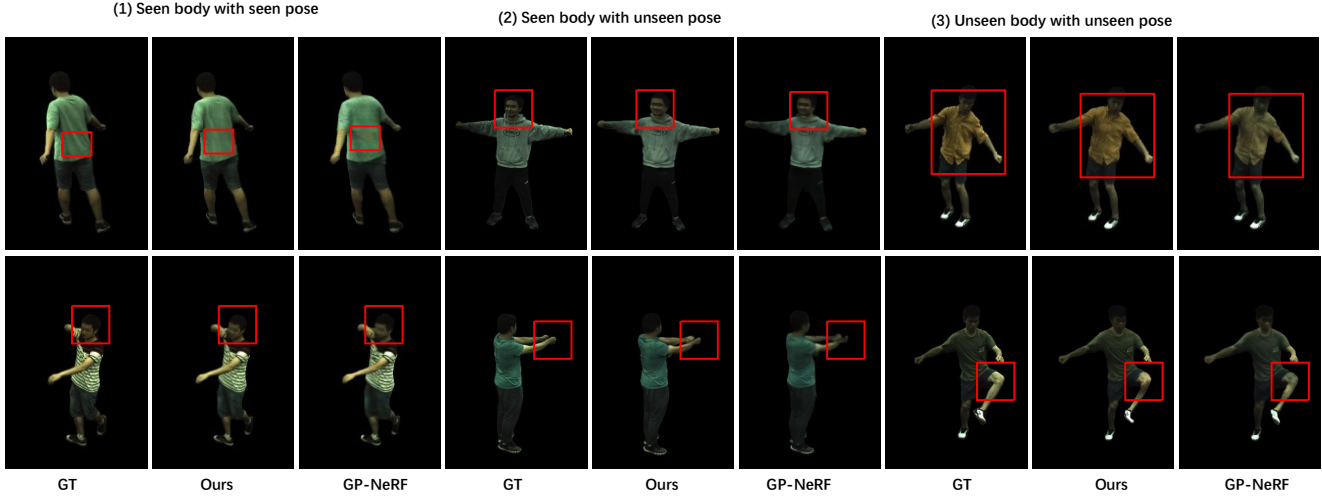 (1) Seen body with seen pose
(2) Seen body with unseen pose
(3) Unseen body with unseen pose
GT
Ours
GP-NeRF
GT
Ours
GP-NeRF
GT
Ours
GP-NeRF